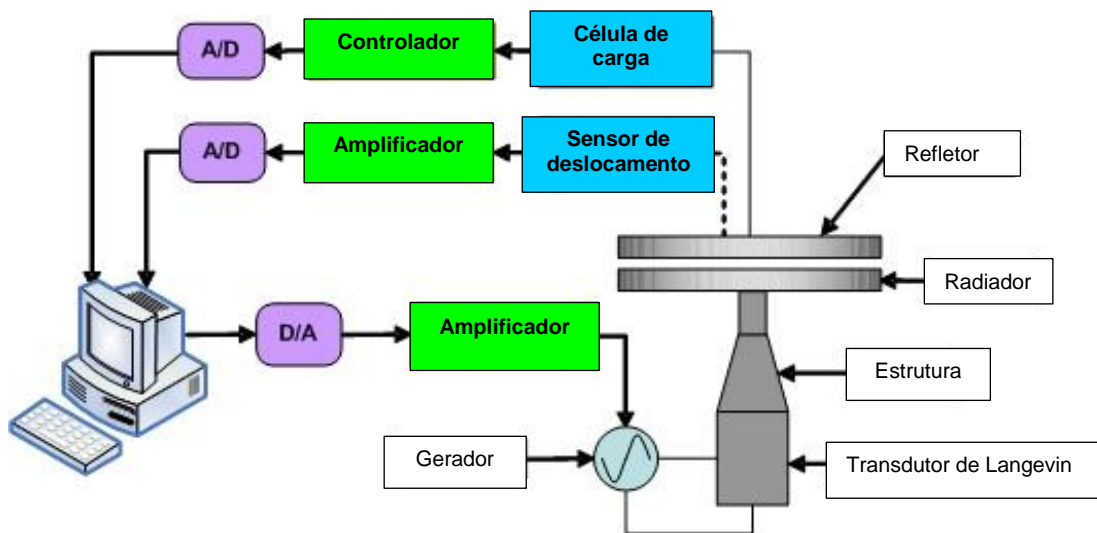 A/D
Controlador
Célula de
carga
A/D
Amplificador
Sensor de
deslocamento
Refletor
Radiador
D/A
Amplificador
Estrutura
Gerador
Transdutor de Langevin